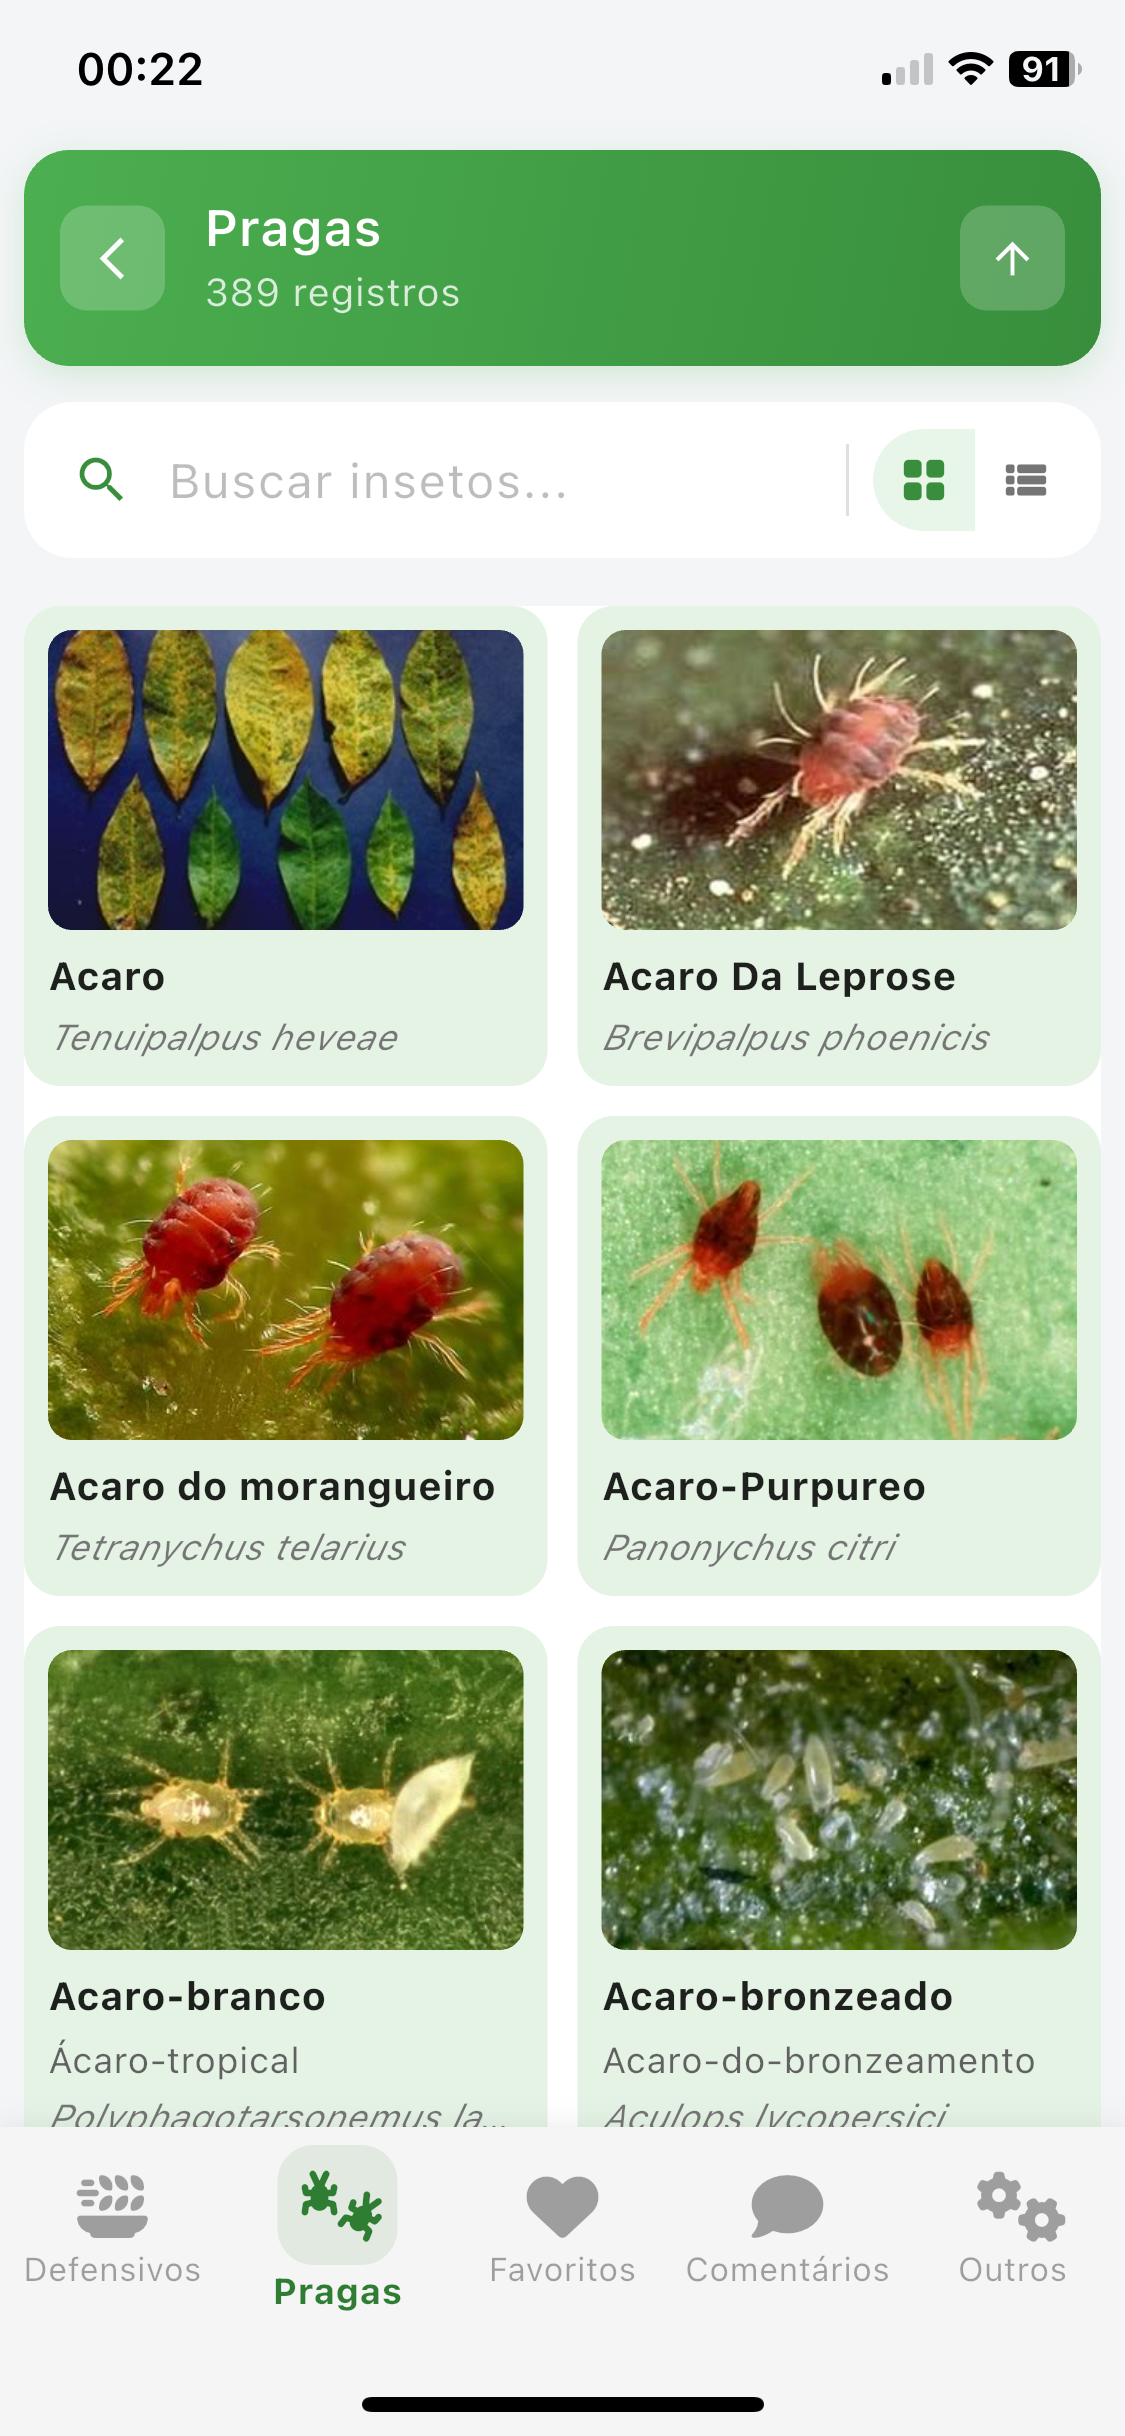 00:22
91
Pragas
389 registros
Buscar insetos...
Acaro
Tenuipalpus heveae
Acaro Da Leprose
Brevipalpus phoenicis
Acaro do morangueiro
Tetranychus telarius
Acaro-Purpureo
Panonychus citri
Acaro-branco
Ácaro-tropical
Polyphagotarsonemus la...
Acaro-bronzeado
Acaro-do-bronzeamento
Aculops lycopersici
Defensivos
Pragas
Favoritos
Comentários
Outros